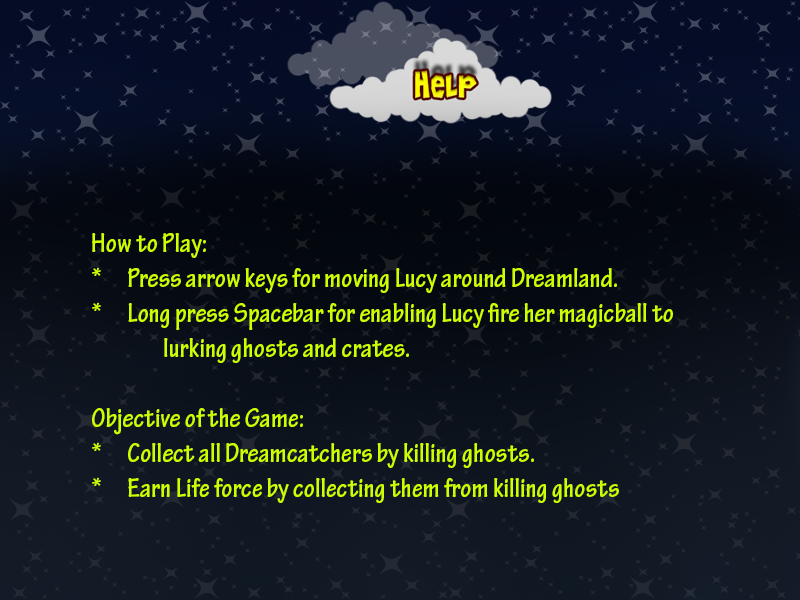 Help
How to Play:
* Press arrow keys for moving Lucy around Dreamland.
* Long press Spacebar for enabling Lucy fire her magicball to
lurking ghosts and crates.
Objective of the Game:
* Collect all Dreamcatchers by killing ghosts.
* Earn Life force by collecting them from killing ghosts